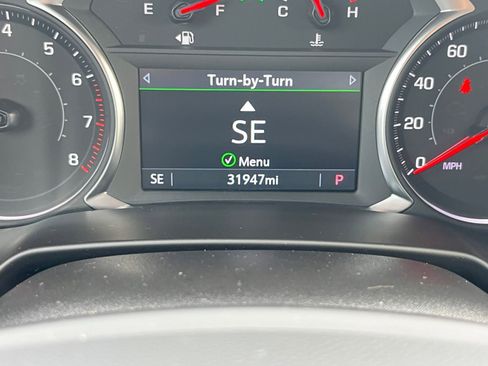 E F C H
Turn-by-Turn
SE
Menu
SE 31947mi P
4
5
6
7
8
0
20
40
60
MPH